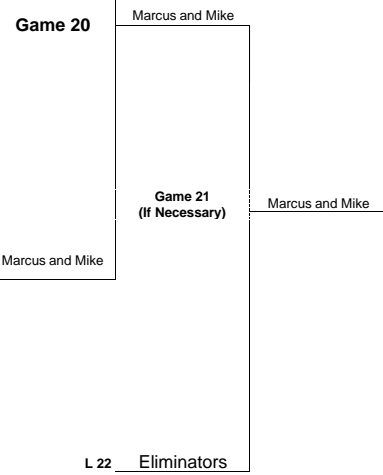 Marcus and Mike
Game 20
Game 21
(If Necessary)
Marcus and Mike
Marcus and Mike
L 22 Eliminators